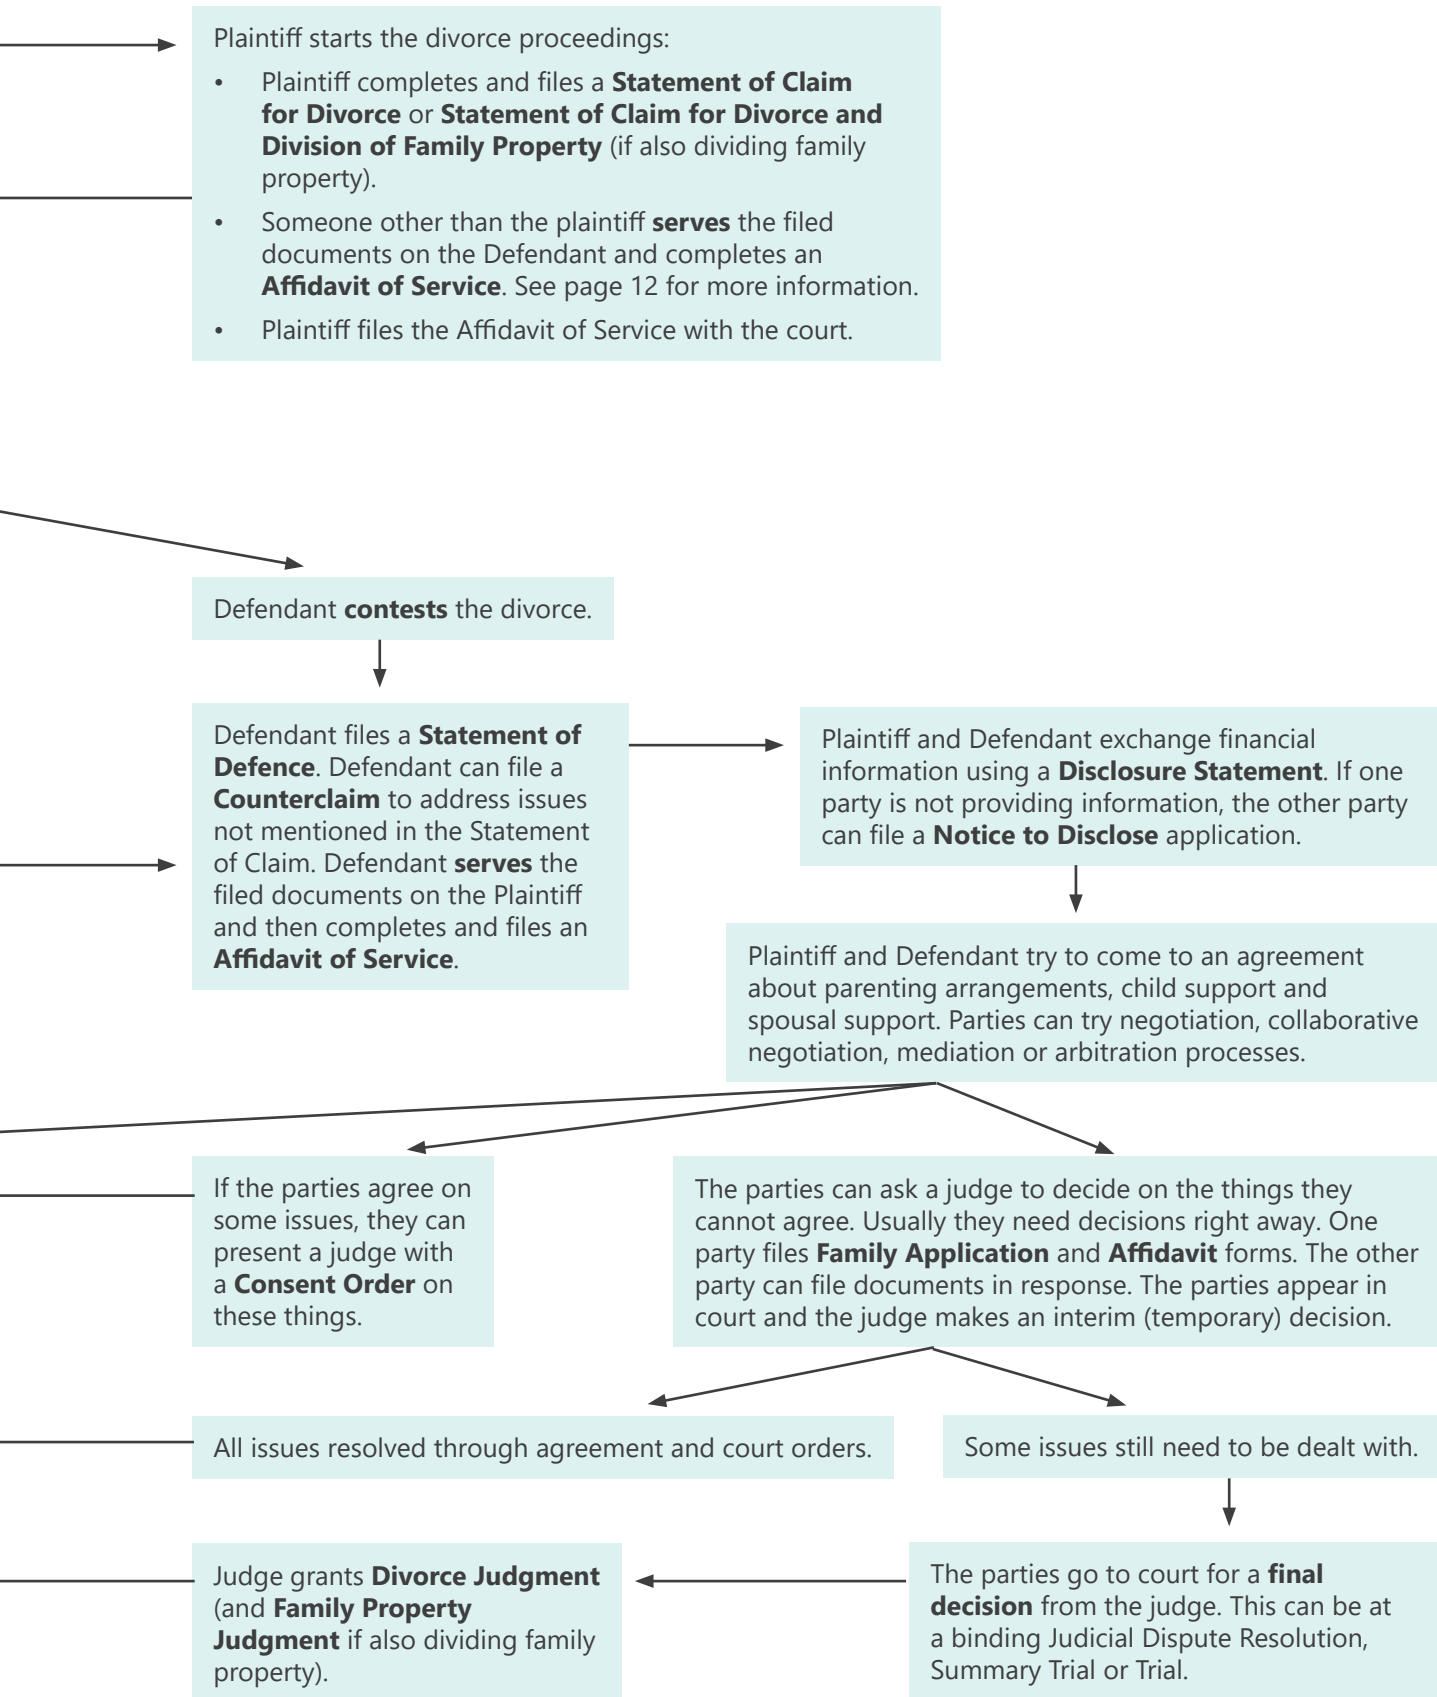 Plaintiff starts the divorce proceedings:
• Plaintiff completes and files a Statement of Claim
for Divorce or Statement of Claim for Divorce and
Division of Family Property (if also dividing family
property).
• Someone other than the plaintiff serves the filed
documents on the Defendant and completes an
Affidavit of Service. See page 12 for more information.
• Plaintiff files the Affidavit of Service with the court.
Defendant contests the divorce.
Defendant files a Statement of
Defence. Defendant can file a
Counterclaim to address issues
not mentioned in the Statement
of Claim. Defendant serves the
filed documents on the Plaintiff
and then completes and files an
Affidavit of Service.
Plaintiff and Defendant exchange financial
information using a Disclosure Statement. If one
party is not providing information, the other party
can file a Notice to Disclose application.
Plaintiff and Defendant try to come to an agreement
about parenting arrangements, child support and
spousal support. Parties can try negotiation, collaborative
negotiation, mediation or arbitration processes.
If the parties agree on
some issues, they can
present a judge with
a Consent Order on
these things.
The parties can ask a judge to decide on the things they
cannot agree. Usually they need decisions right away. One
party files Family Application and Affidavit forms. The other
party can file documents in response. The parties appear in
court and the judge makes an interim (temporary) decision.
All issues resolved through agreement and court orders.
Some issues still need to be dealt with.
Judge grants Divorce Judgment
(and Family Property
Judgment if also dividing family
property).
The parties go to court for a final
decision from the judge. This can be at
a binding Judicial Dispute Resolution,
Summary Trial or Trial.